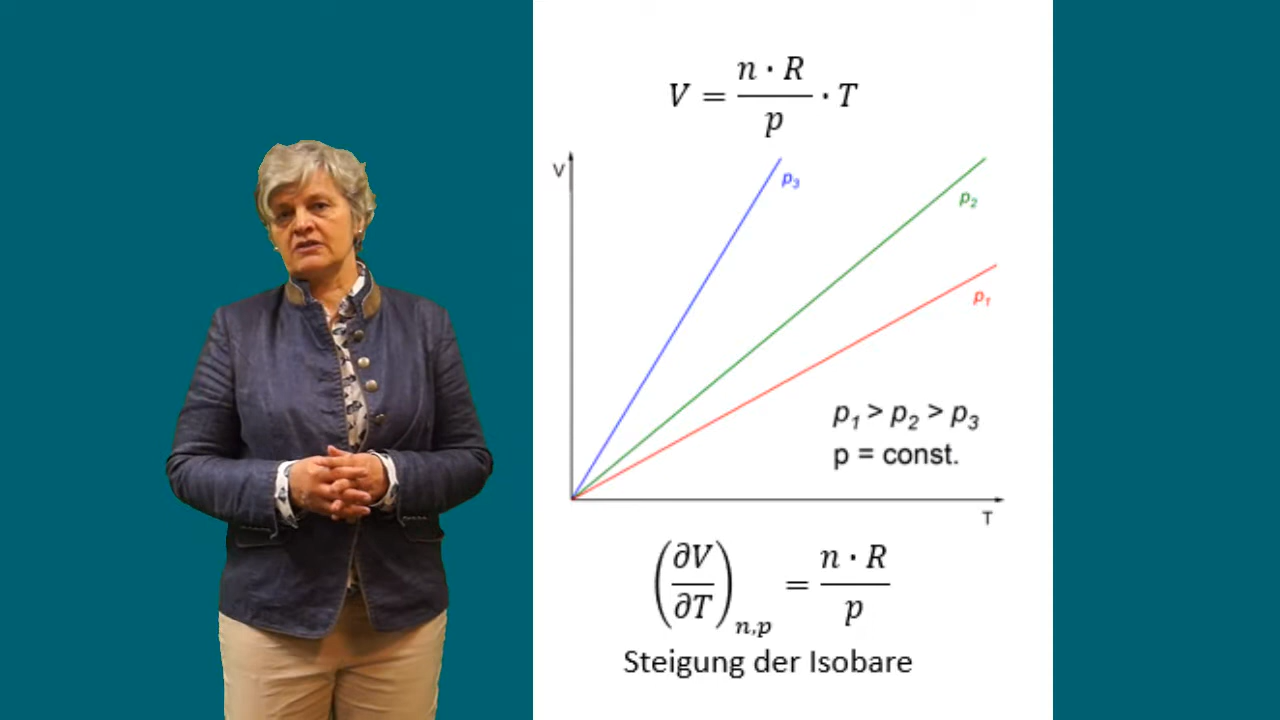 V = n · R / p · T
V
p₃
p₂
p₁
p₁ > p₂ > p₃
p = const.
T
(∂V / ∂T)ₙ,ₚ = n · R / p
Steigung der Isobare